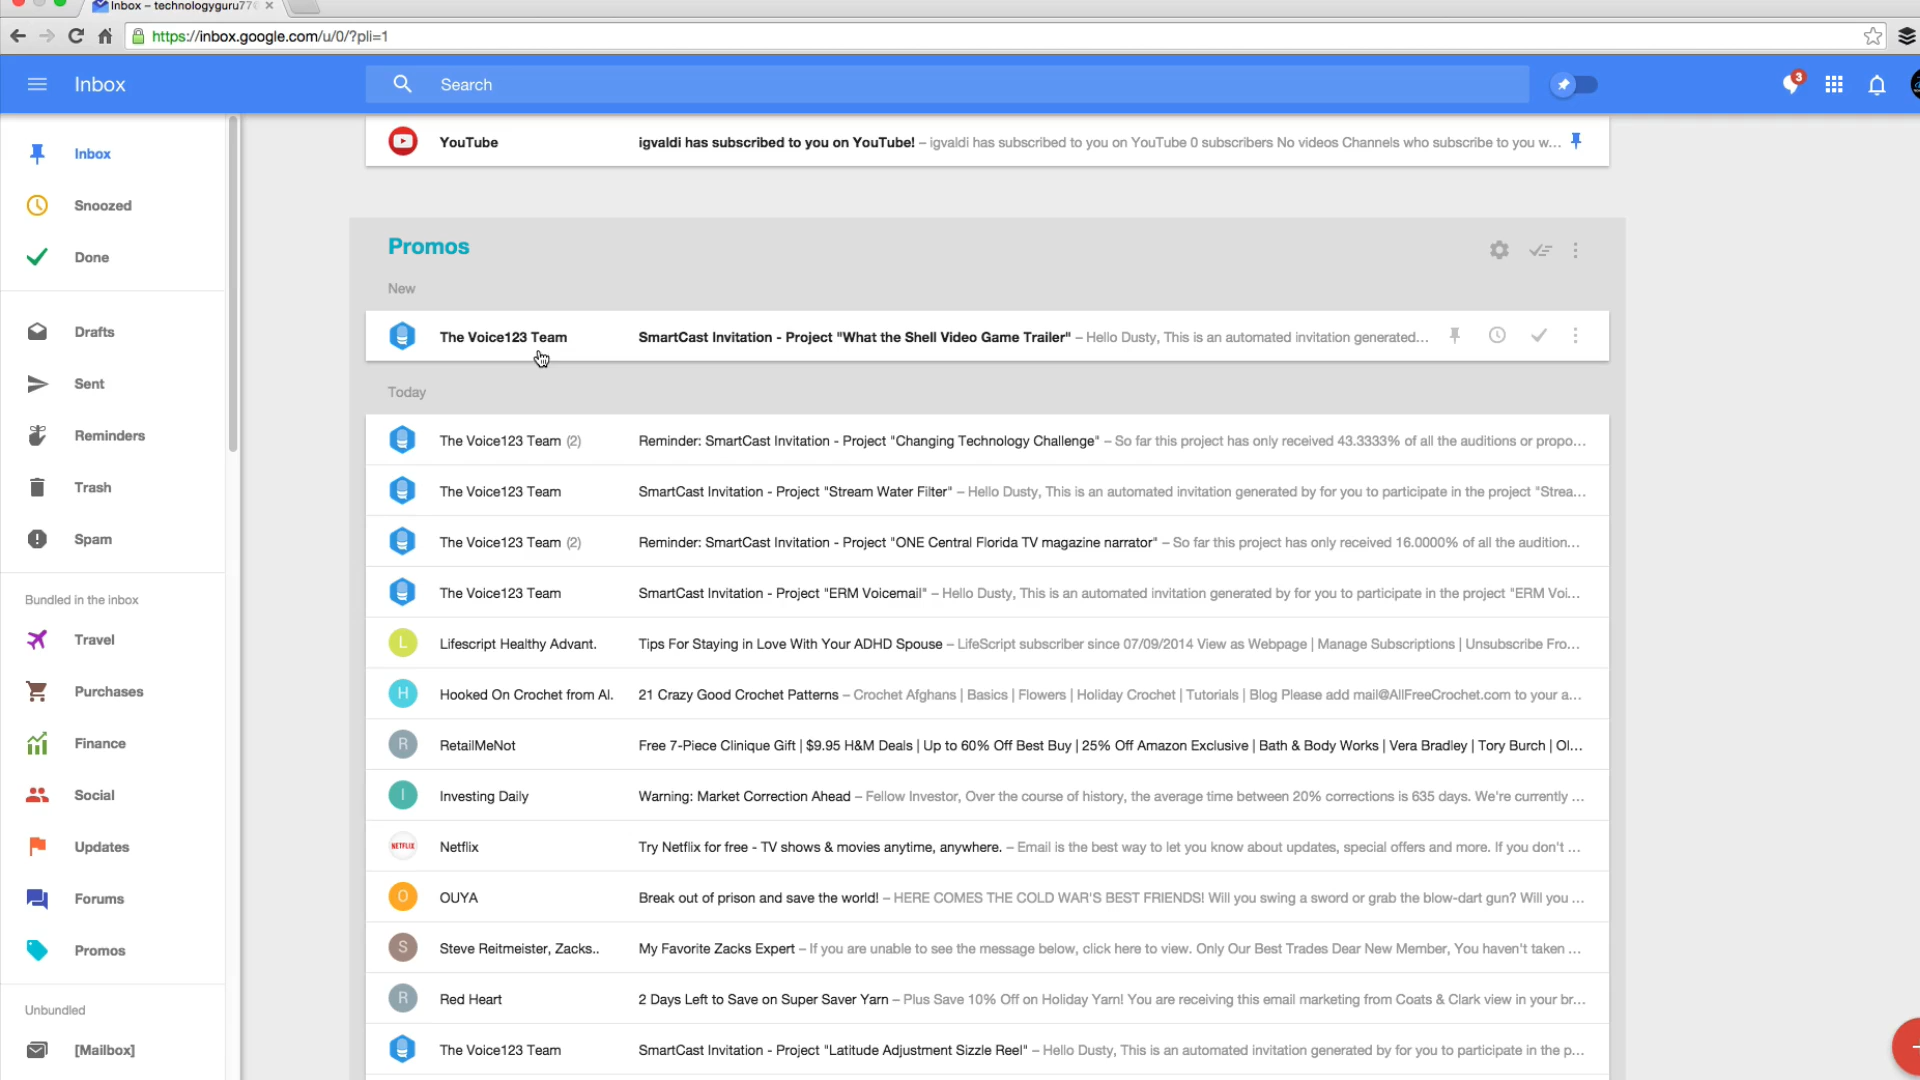 Inbox – technologyguru77
https://inbox.google.com/u/0/?pli=1
Inbox
Search
3
Inbox
Snoozed
Done
Drafts
Sent
Reminders
Trash
Spam
Bundled in the inbox
Travel
Purchases
Finance
Social
Updates
Forums
Promos
Unbundled
[Mailbox]
YouTube igvaldi has subscribed to you on YouTube! – igvaldi has subscribed to you on YouTube 0 subscribers No videos Channels who subscribe to you w...
Promos
New
The Voice123 Team SmartCast Invitation - Project "What the Shell Video Game Trailer" – Hello Dusty, This is an automated invitation generated...
Today
The Voice123 Team (2) Reminder: SmartCast Invitation - Project "Changing Technology Challenge" – So far this project has only received 43.3333% of all the auditions or propo...
The Voice123 Team SmartCast Invitation - Project "Stream Water Filter" – Hello Dusty, This is an automated invitation generated by for you to participate in the project "Strea...
The Voice123 Team (2) Reminder: SmartCast Invitation - Project "ONE Central Florida TV magazine narrator" – So far this project has only received 16.0000% of all the audition...
The Voice123 Team SmartCast Invitation - Project "ERM Voicemail" – Hello Dusty, This is an automated invitation generated by for you to participate in the project "ERM Voi...
L Lifescript Healthy Advant. Tips For Staying in Love With Your ADHD Spouse – LifeScript subscriber since 07/09/2014 View as Webpage | Manage Subscriptions | Unsubscribe Fro...
H Hooked On Crochet from Al. 21 Crazy Good Crochet Patterns – Crochet Afghans | Basics | Flowers | Holiday Crochet | Tutorials | Blog Please add mail@AllFreeCrochet.com to your a...
R RetailMeNot Free 7-Piece Clinique Gift | $9.95 H&M Deals | Up to 60% Off Best Buy | 25% Off Amazon Exclusive | Bath & Body Works | Vera Bradley | Tory Burch | Ol...
I Investing Daily Warning: Market Correction Ahead – Fellow Investor, Over the course of history, the average time between 20% corrections is 635 days. We're currently ...
NETFLIX Netflix Try Netflix for free - TV shows & movies anytime, anywhere. – Email is the best way to let you know about updates, special offers and more. If you don't ...
O OUYA Break out of prison and save the world! – HERE COMES THE COLD WAR'S BEST FRIENDS! Will you swing a sword or grab the blow-dart gun? Will you ...
S Steve Reitmeister, Zacks.. My Favorite Zacks Expert – If you are unable to see the message below, click here to view. Only Our Best Trades Dear New Member, You haven't taken ...
R Red Heart 2 Days Left to Save on Super Saver Yarn – Plus Save 10% Off on Holiday Yarn! You are receiving this email marketing from Coats & Clark view in your br...
The Voice123 Team SmartCast Invitation - Project "Latitude Adjustment Sizzle Reel" – Hello Dusty, This is an automated invitation generated by for you to participate in the p...